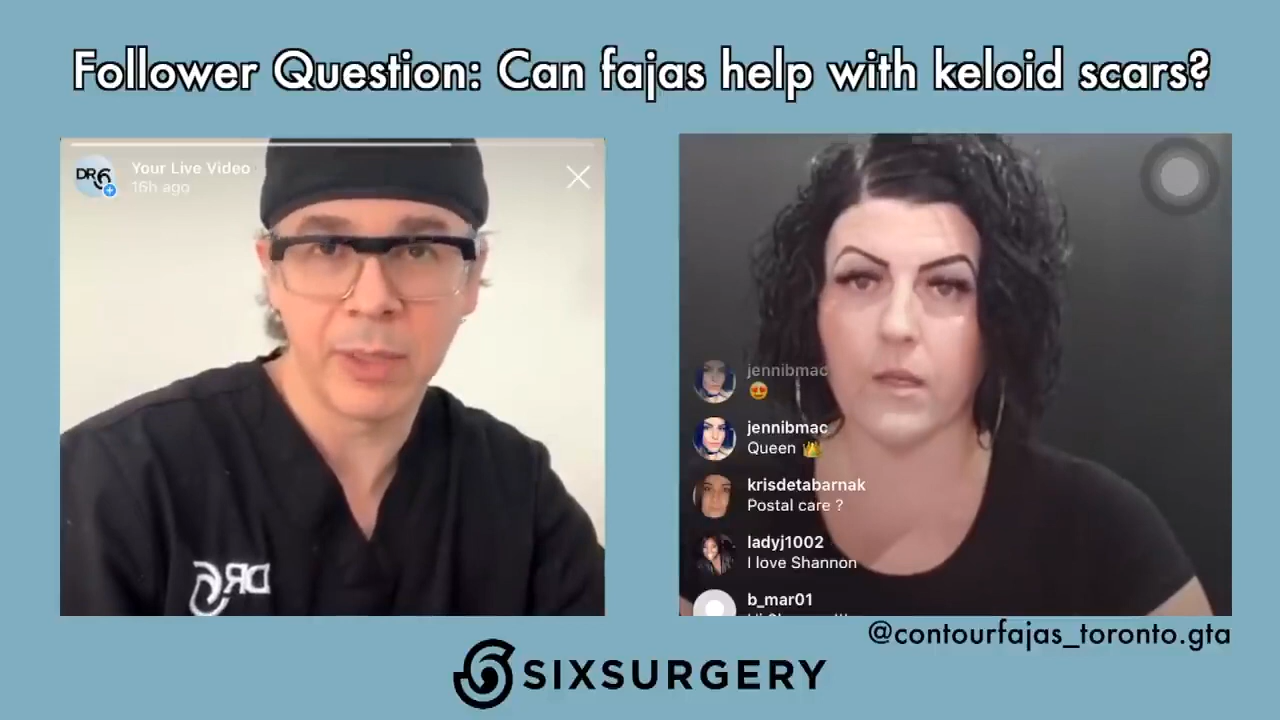 Follower Question: Can fajas help with keloid scars?
DR6
Your Live Video
16h ago
DR6
jennibmac
😍
jennibmac
Queen 👑
krisdetabarnak
Postal care ?
ladyj1002
I love Shannon
b_mar01
@contourfajas_toronto.gta
SIXSURGERY